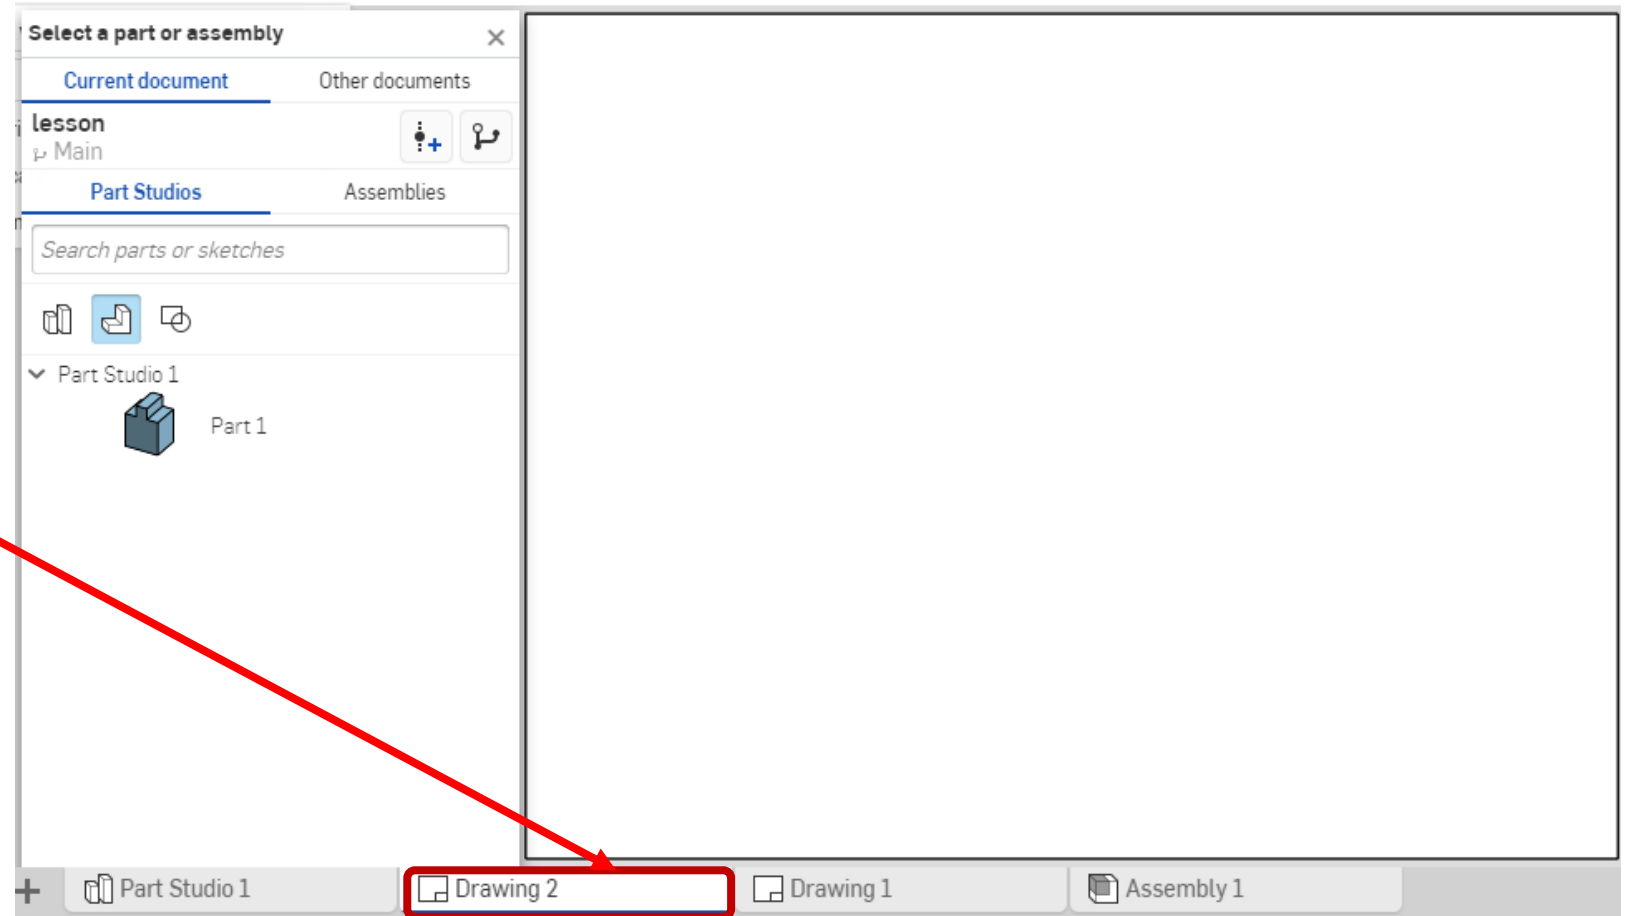 Select a part or assembly
Current document Other documents
lesson
Main
Part Studios Assemblies
Search parts or sketches
Part Studio 1
Part 1
Part Studio 1 Drawing 2 Drawing 1 Assembly 1